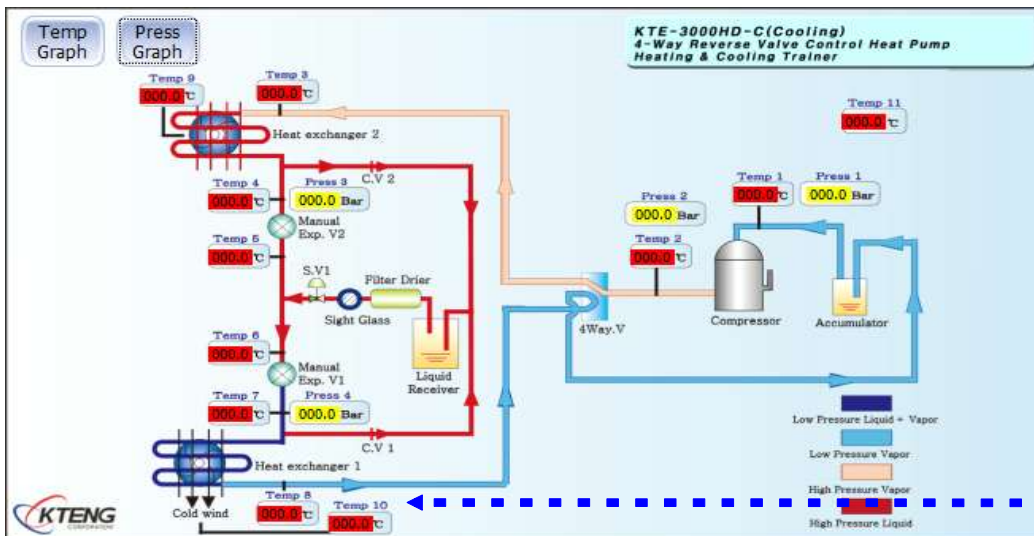 Temp Graph
Press Graph
KTE-3000HD-C(Cooling)
4-Way Reverse Valve Control Heat Pump
Heating & Cooling Trainer
Temp 9
000.0 ℃
Temp 3
000.0 ℃
Heat exchanger 2
Temp 11
000.0 ℃
C.V 2
Temp 4
000.0 ℃
Press 3
000.0 Bar
Manual
Exp. V2
Temp 5
000.0 ℃
Temp 1
000.0 ℃
Press 1
000.0 Bar
Press 2
000.0 Bar
Temp 2
000.0 ℃
S.V1
Filter Drier
Sight Glass
4Way.V
Compressor
Accumulator
Temp 6
000.0 ℃
Manual
Exp. V1
Liquid
Receiver
Temp 7
000.0 ℃
Press 4
000.0 Bar
C.V 1
Heat exchanger 1
Cold wind
Temp 8
000.0 ℃
Temp 10
000.0 ℃
Low Pressure Liquid + Vapor
Low Pressure Vapor
High Pressure Vapor
High Pressure Liquid
KTENG
CORPORATION